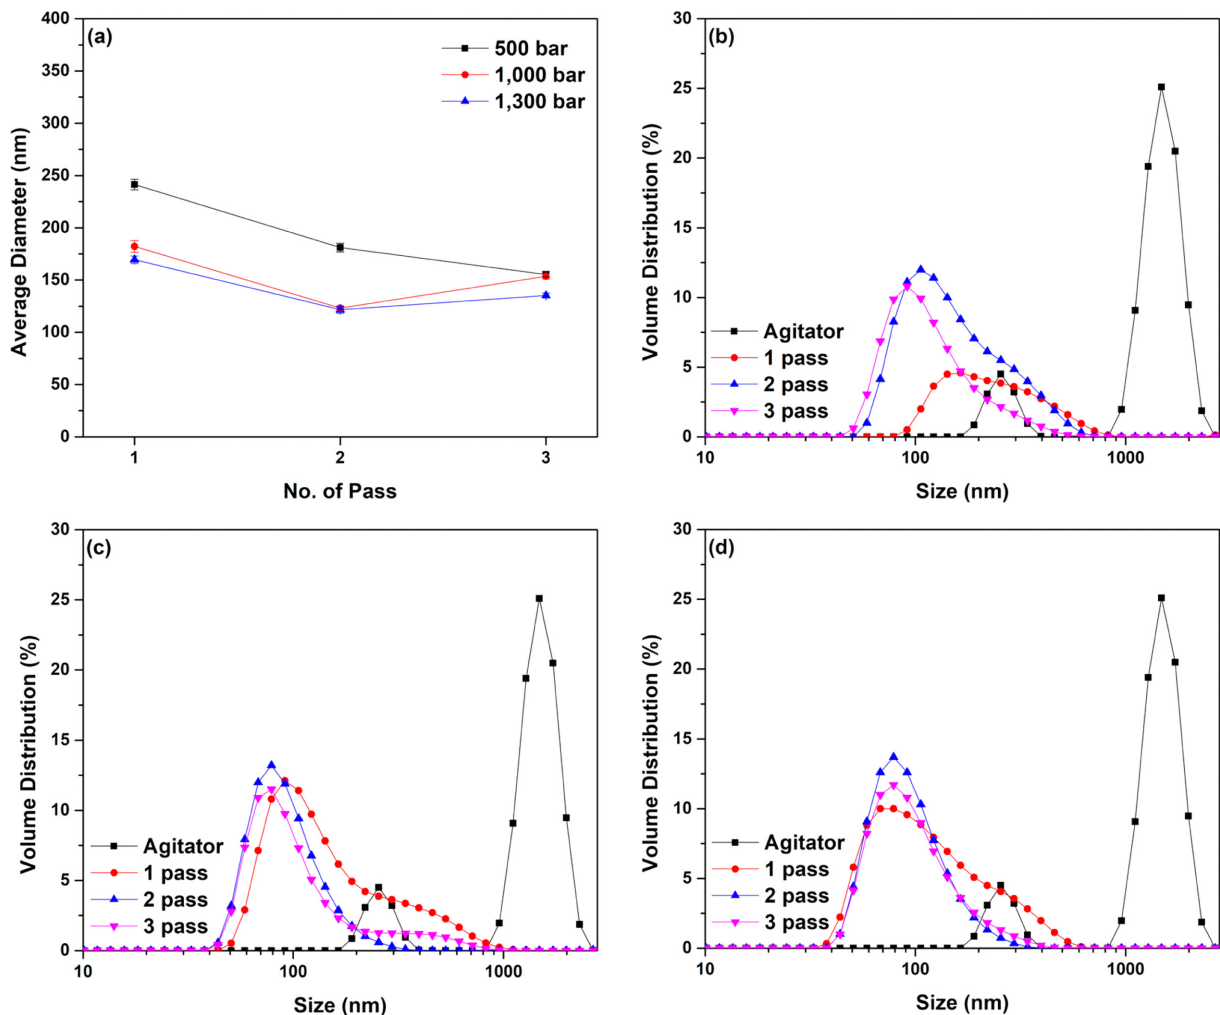 (a)
500 bar
1,000 bar
1,300 bar
400
350
300
250
200
150
100
50
0
Average Diameter (nm)
1 2 3
No. of Pass
(b)
30
25
20
15
10
5
0
Volume Distribution (%)
Agitator
1 pass
2 pass
3 pass
10 100 1000
Size (nm)
(c)
30
25
20
15
10
5
0
Volume Distribution (%)
Agitator
1 pass
2 pass
3 pass
10 100 1000
Size (nm)
(d)
30
25
20
15
10
5
0
Volume Distribution (%)
Agitator
1 pass
2 pass
3 pass
10 100 1000
Size (nm)